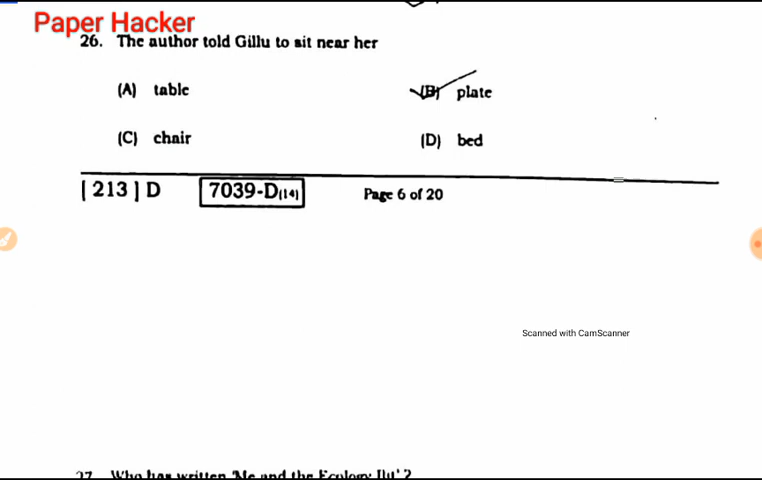 Paper Hacker
26. The author told Gillu to sit near her
(A) table
(B) plate
(C) chair
(D) bed
[ 213 ] D 7039-D(14) Page 6 of 20
Scanned with CamScanner
27. Who has written 'Me and the Ecology Bit' ?